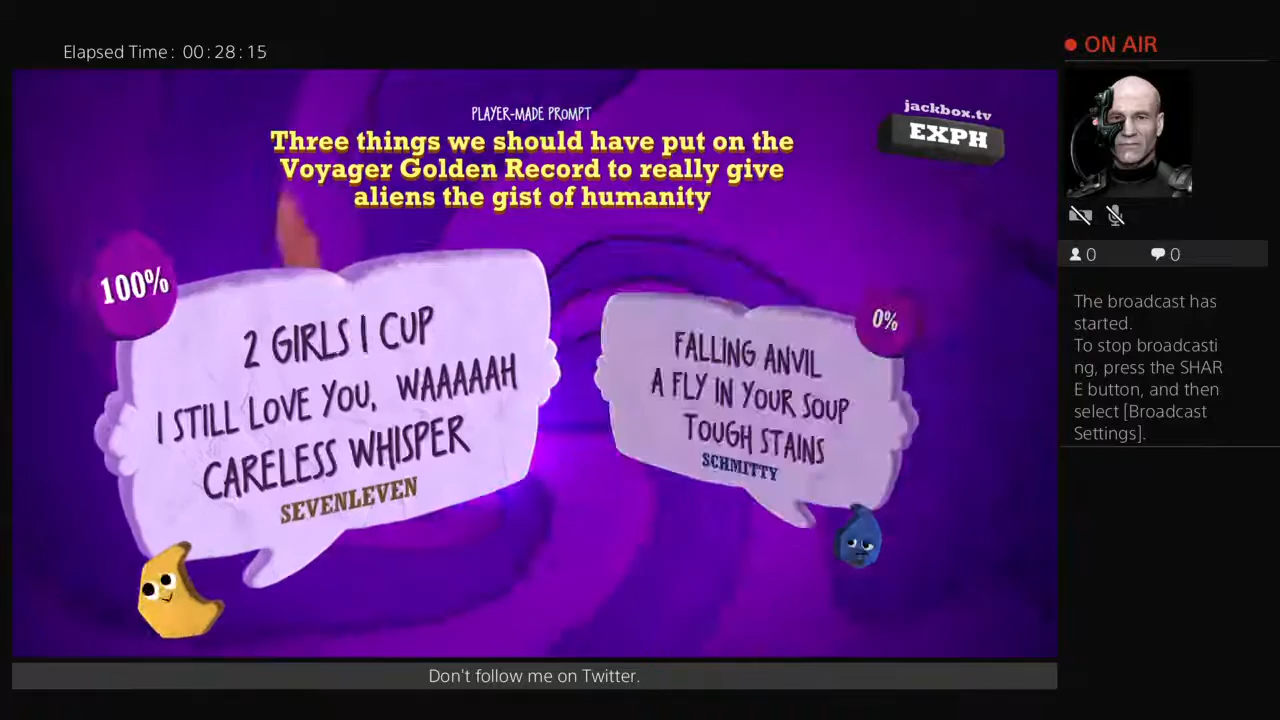 Elapsed Time: 00:28:15
ON AIR
PLAYER-MADE PROMPT
Three things we should have put on the
Voyager Golden Record to really give
aliens the gist of humanity
jackbox.tv
EXPH
100%
2 GIRLS 1 CUP
I STILL LOVE YOU, WAAAAAH
CARELESS WHISPER
SEVENLEVEN
0%
FALLING ANVIL
A FLY IN YOUR SOUP
TOUGH STAINS
SCHMITTY
0
0
The broadcast has
started.
To stop broadcasti
ng, press the SHAR
E button, and then
select [Broadcast
Settings].
Don't follow me on Twitter.